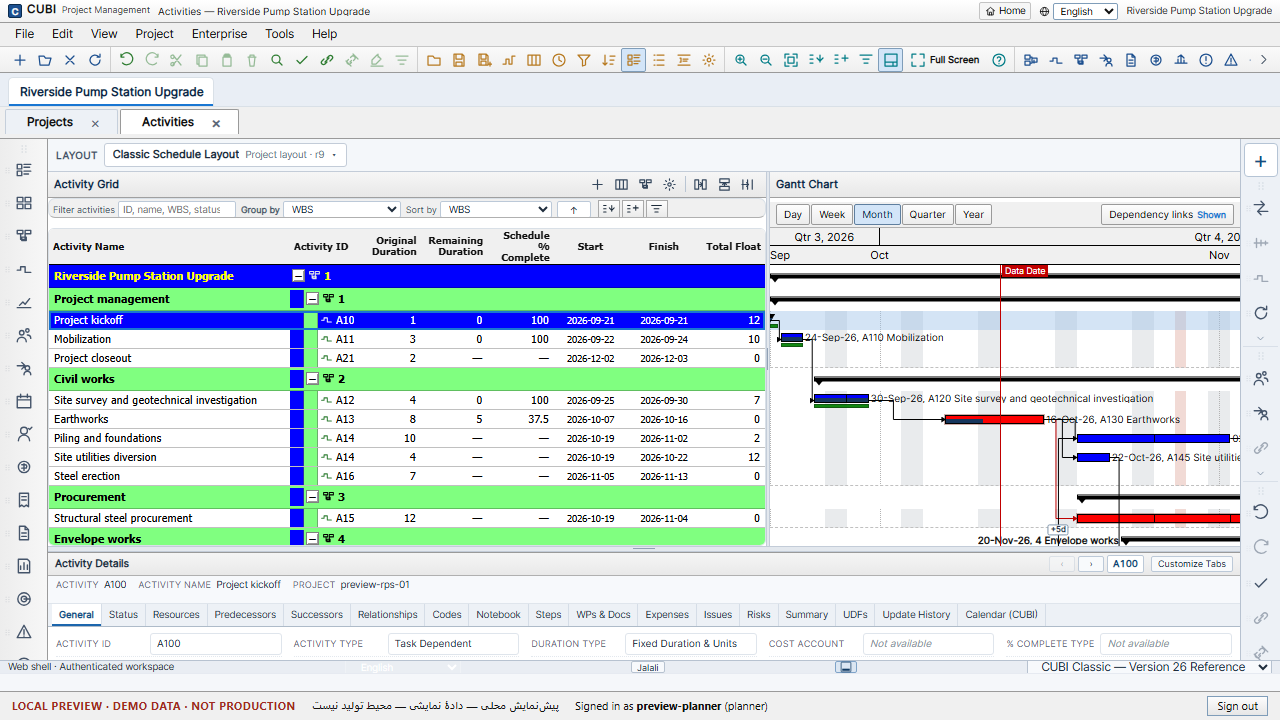 CUBI Project Management Activities — Riverside Pump Station Upgrade Home English Riverside Pump Station Upgrade
File Edit View Project Enterprise Tools Help
Full Screen
Riverside Pump Station Upgrade
Projects × Activities ×
LAYOUT Classic Schedule Layout Project layout · r9
Activity Grid
Gantt Chart
Filter activities ID, name, WBS, status Group by WBS Sort by WBS
Day Week Month Quarter Year Dependency links Shown
Activity Name Activity ID Original Duration Remaining Duration Schedule % Complete Start Finish Total Float
Qtr 3, 2026 Qtr 4, 20
Sep Oct Nov
Data Date
Riverside Pump Station Upgrade 1
Project management 1
Project kickoff A10 1 0 100 2026-09-21 2026-09-21 12
Mobilization A11 3 0 100 2026-09-22 2026-09-24 10
24-Sep-26, A110 Mobilization
Project closeout A21 2 — — 2026-12-02 2026-12-03 0
Civil works 2
Site survey and geotechnical investigation A12 4 0 100 2026-09-25 2026-09-30 7
30-Sep-26, A120 Site survey and geotechnical investigation
Earthworks A13 8 5 37.5 2026-10-07 2026-10-16 0
16-Oct-26, A130 Earthworks
Piling and foundations A14 10 — — 2026-10-19 2026-11-02 2
Site utilities diversion A14 4 — — 2026-10-19 2026-10-22 12
22-Oct-26, A145 Site utilitie
Steel erection A16 7 — — 2026-11-05 2026-11-13 0
Procurement 3
Structural steel procurement A15 12 — — 2026-10-19 2026-11-04 0
+5d
Envelope works 4
20-Nov-26, 4 Envelope works
Activity Details
‹ › A100 Customize Tabs
ACTIVITY A100 ACTIVITY NAME Project kickoff PROJECT preview-rps-01
General Status Resources Predecessors Successors Relationships Codes Notebook Steps WPs & Docs Expenses Issues Risks Summary UDFs Update History Calendar (CUBI)
ACTIVITY ID A100 ACTIVITY TYPE Task Dependent DURATION TYPE Fixed Duration & Units COST ACCOUNT Not available % COMPLETE TYPE Not available
Web shell · Authenticated workspace English Jalali CUBI Classic — Version 26 Reference
LOCAL PREVIEW · DEMO DATA · NOT PRODUCTION پیش‌نمایش محلی — دادهٔ نمایشی — محیط تولید نیست Signed in as preview-planner (planner) Sign out